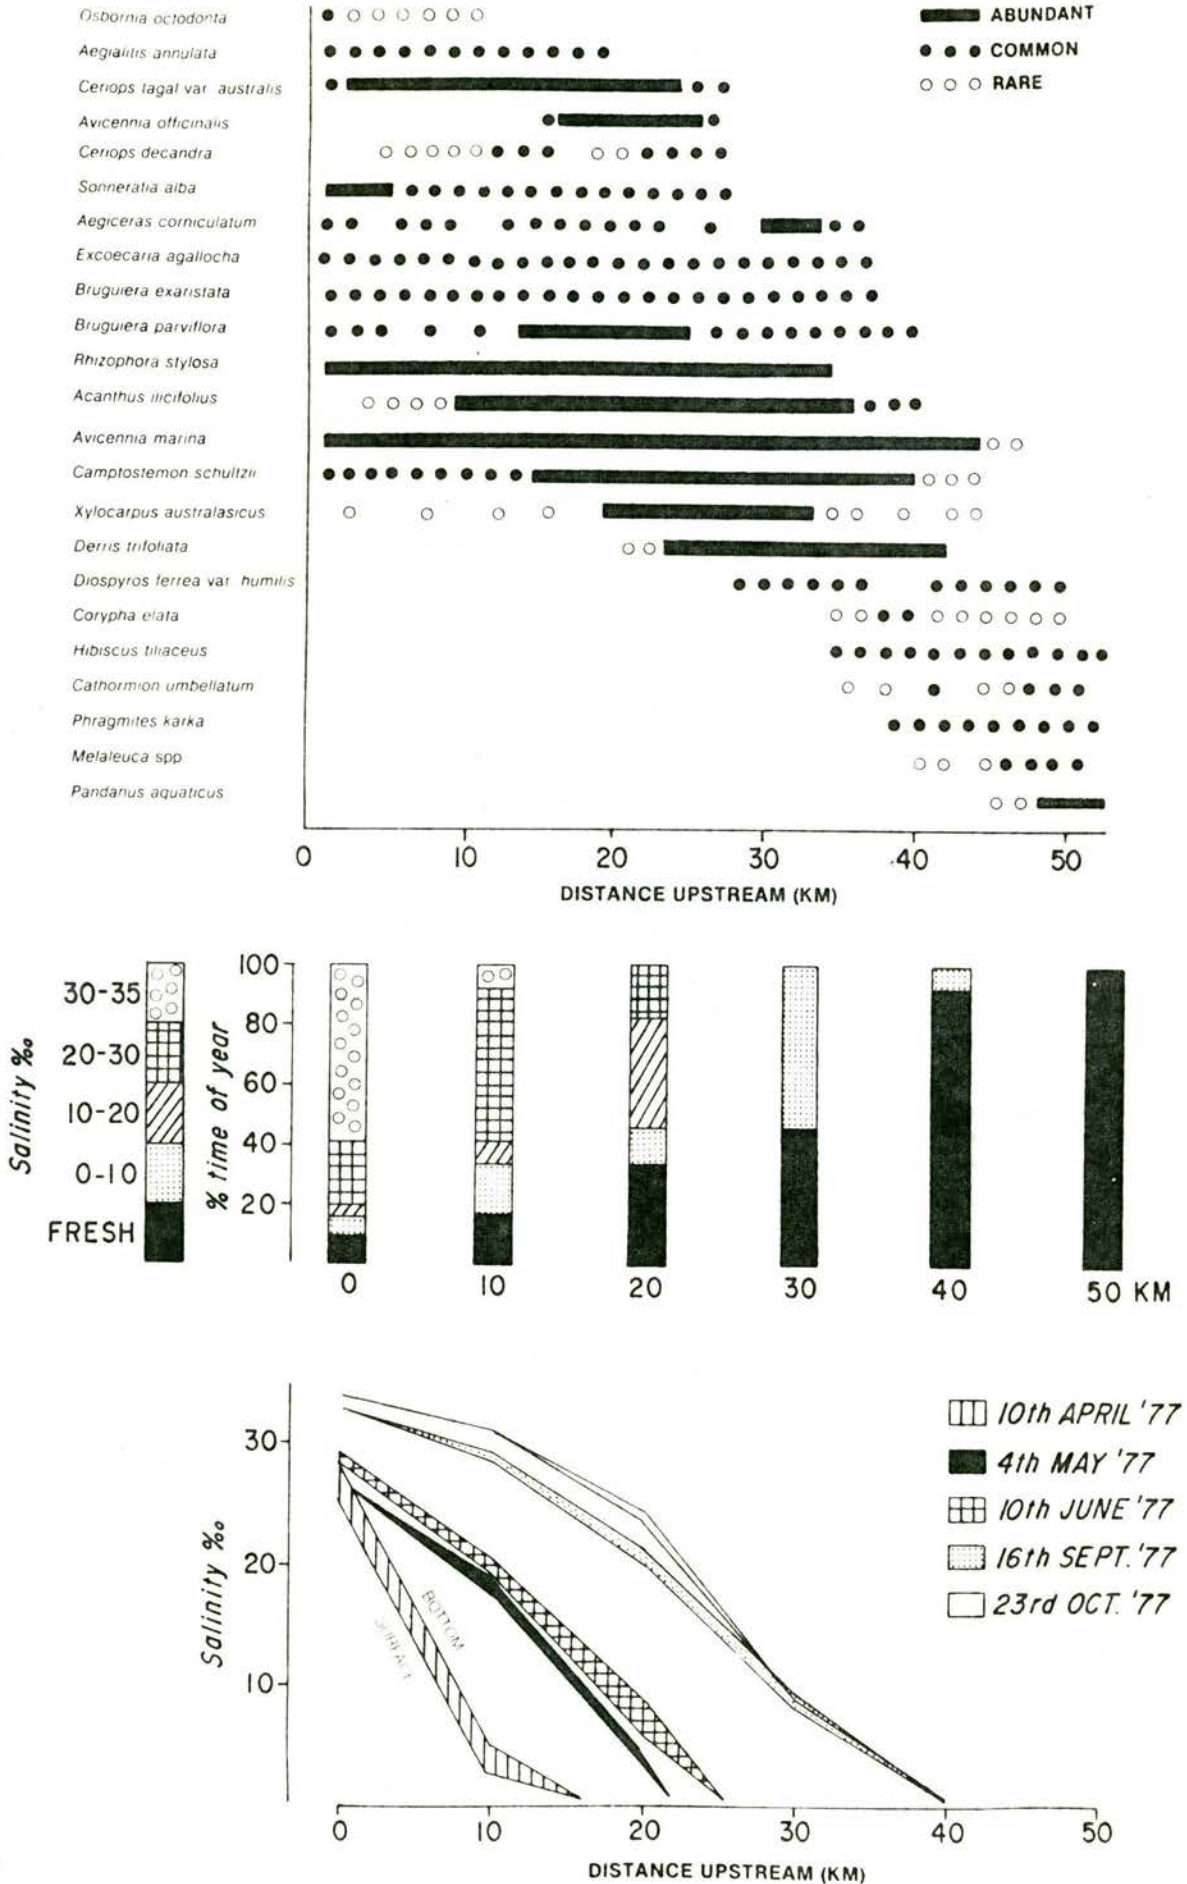 Osbornia octodonta
Aegialitis annulata
Ceriops tagal var. australis
Avicennia officinalis
Ceriops decandra
Sonneratia alba
Aegiceras corniculatum
Excoecaria agallocha
Bruguiera exaristata
Bruguiera parviflora
Rhizophora stylosa
Acanthus ilicifolius
Avicennia marina
Camptostemon schultzii
Xylocarpus australasicus
Derris trifoliata
Diospyros ferrea var. humilis
Corypha elata
Hibiscus tiliaceus
Cathormion umbellatum
Phragmites karka
Melaleuca spp
Pandanus aquaticus
ABUNDANT
COMMON
RARE
0 10 20 30 40 50
DISTANCE UPSTREAM (KM)
Salinity ‰
30-35
20-30
10-20
0-10
FRESH
% time of year
100
80
60
40
20
0 10 20 30 40 50 KM
Salinity ‰
30
20
10
BOTTOM
SURFACE
10th APRIL '77
4th MAY '77
10th JUNE '77
16th SEPT. '77
23rd OCT. '77
0 10 20 30 40 50
DISTANCE UPSTREAM (KM)